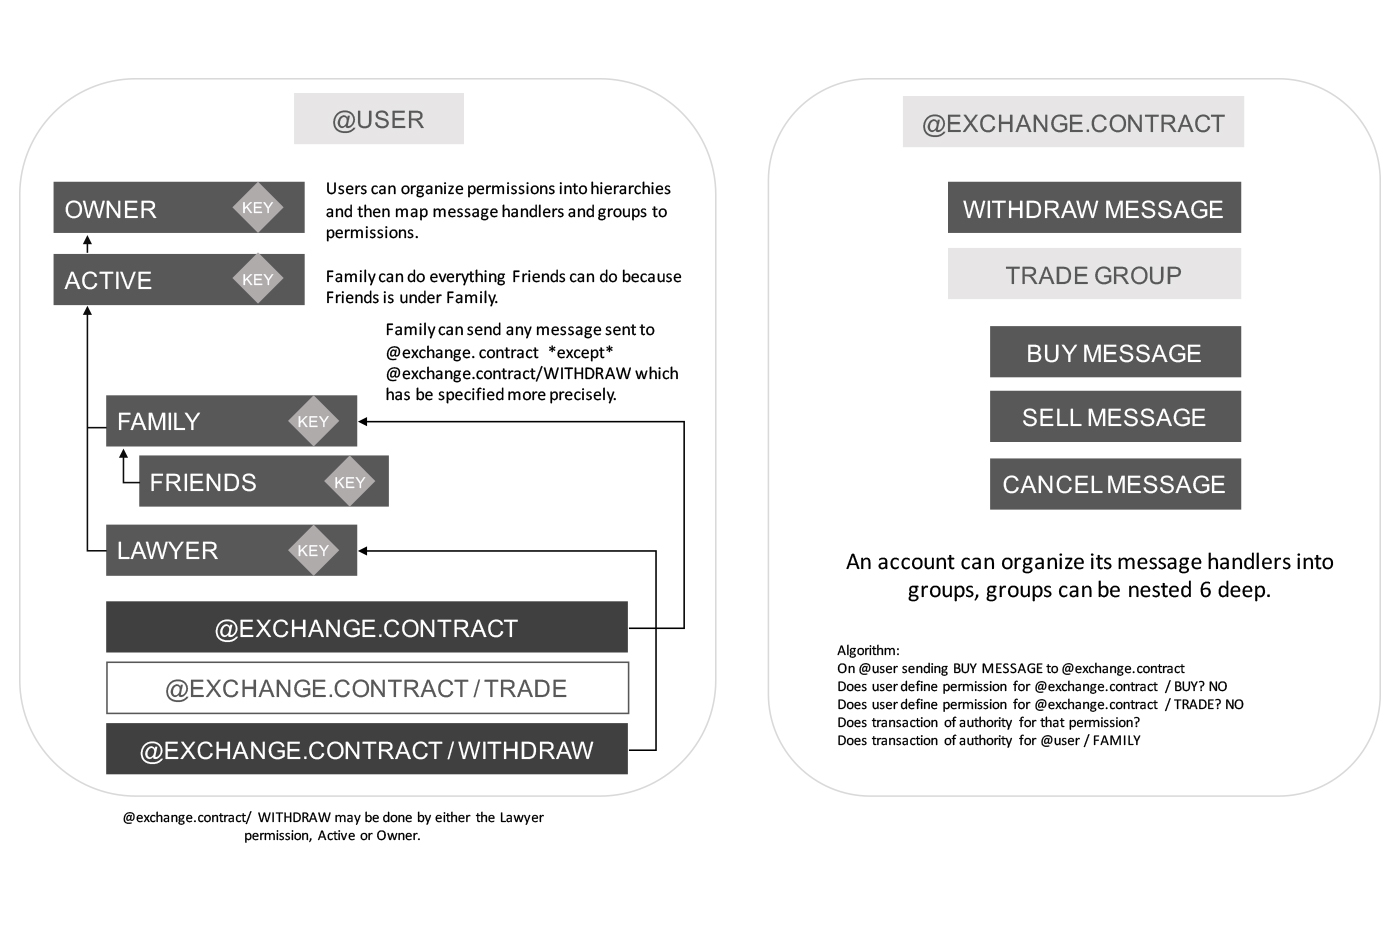 @USER
OWNER
KEY
Users can organize permissions into hierarchies
and then map message handlers and groups to
permissions.
ACTIVE
KEY
Family can do everything Friends can do because
Friends is under Family.
Family can send any message sent to
@exchange. contract *except*
@exchange.contract/WITHDRAW which
has be specified more precisely.
FAMILY
KEY
FRIENDS
KEY
LAWYER
KEY
@EXCHANGE.CONTRACT
@EXCHANGE.CONTRACT / TRADE
@EXCHANGE.CONTRACT / WITHDRAW
@exchange.contract/ WITHDRAW may be done by either the Lawyer
permission, Active or Owner.
@EXCHANGE.CONTRACT
WITHDRAW MESSAGE
TRADE GROUP
BUY MESSAGE
SELL MESSAGE
CANCEL MESSAGE
An account can organize its message handlers into
groups, groups can be nested 6 deep.
Algorithm:
On @user sending BUY MESSAGE to @exchange.contract
Does user define permission for @exchange.contract / BUY? NO
Does user define permission for @exchange.contract / TRADE? NO
Does transaction of authority for that permission?
Does transaction of authority for @user / FAMILY